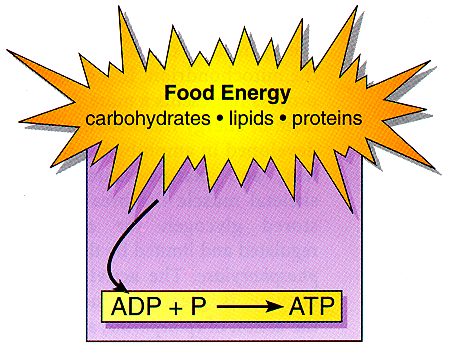 Food Energy
carbohydrates • lipids • proteins
ADP + P ⟶ ATP